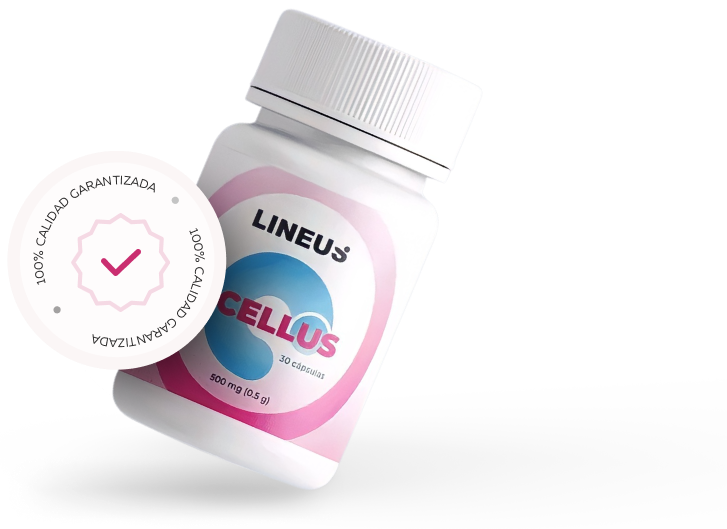 100% CALIDAD GARANTIZADA
100% CALIDAD GARANTIZADA
LINEUS
CELLUS
30 cápsulas
500 mg (0.5 g)